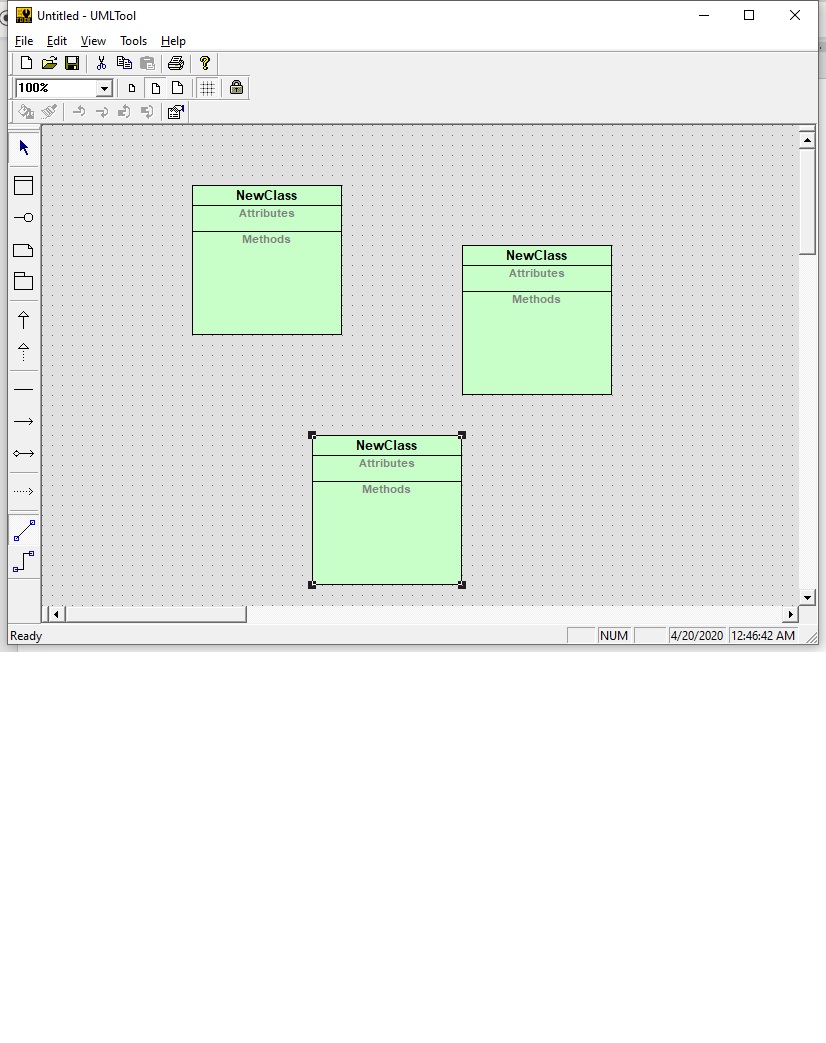 Untitled - UMLTool
File Edit View Tools Help
100%
NewClass
Attributes
Methods
NewClass
Attributes
Methods
NewClass
Attributes
Methods
Ready NUM 4/20/2020 12:46:42 AM